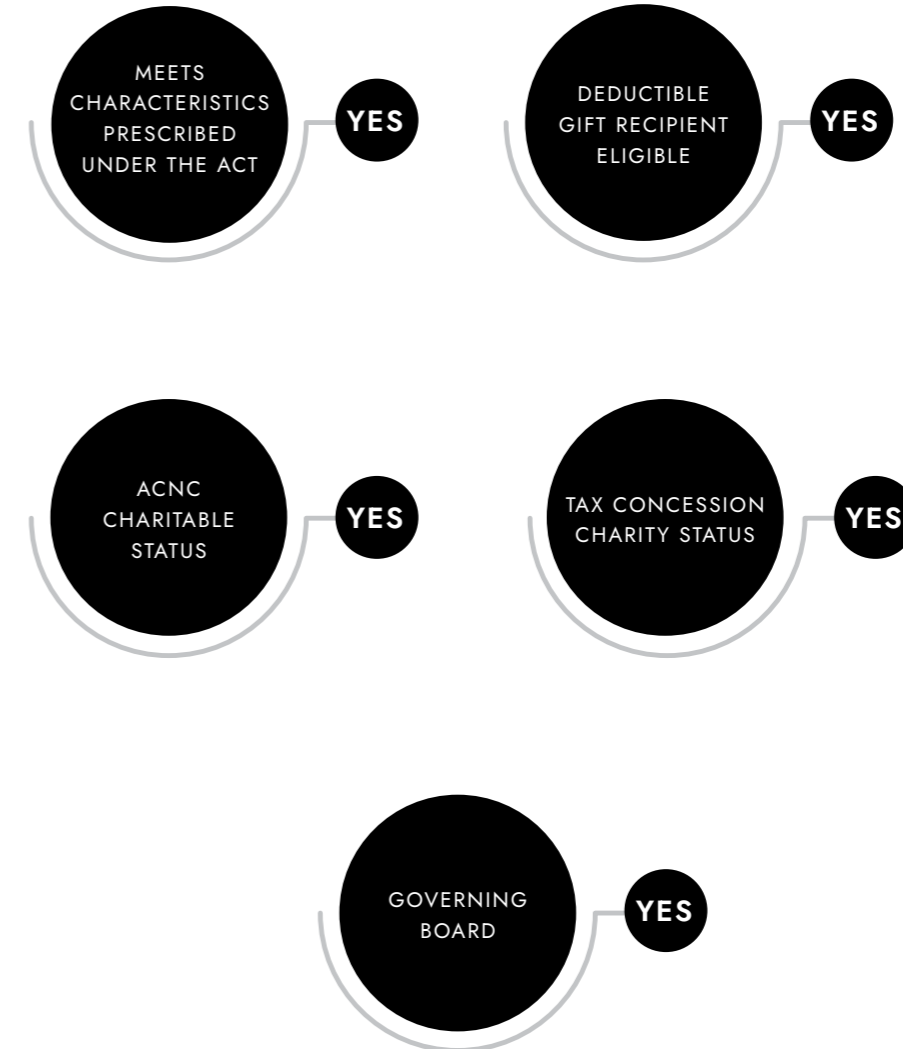 MEETS
CHARACTERISTICS
PRESCRIBED
UNDER THE ACT
YES
DEDUCTIBLE
GIFT RECIPIENT
ELIGIBLE
YES
ACNC
CHARITABLE
STATUS
YES
TAX CONCESSION
CHARITY STATUS
YES
GOVERNING
BOARD
YES